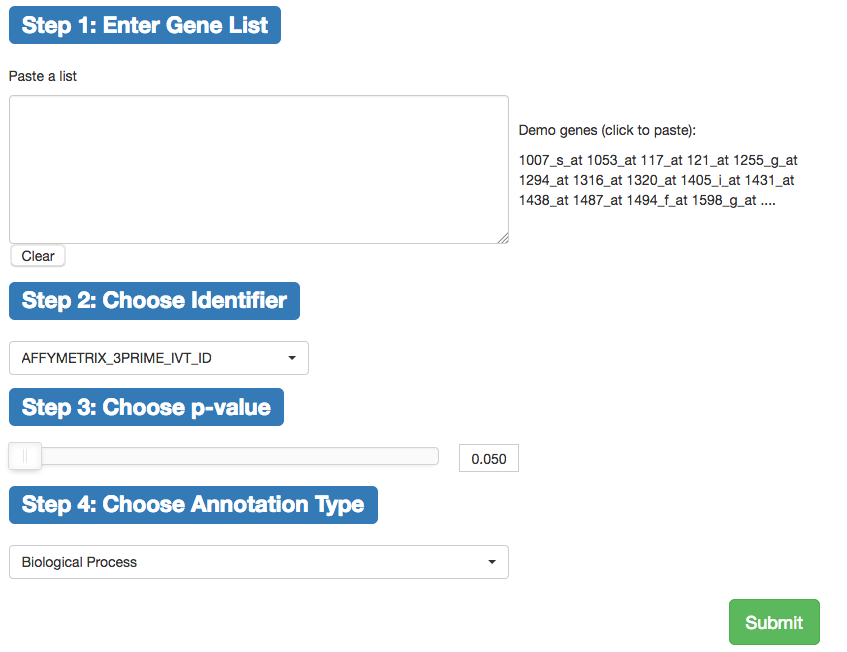 Step 1: Enter Gene List
Paste a list
Demo genes (click to paste):
1007_s_at 1053_at 117_at 121_at 1255_g_at
1294_at 1316_at 1320_at 1405_i_at 1431_at
1438_at 1487_at 1494_f_at 1598_g_at ....
Clear
Step 2: Choose Identifier
AFFYMETRIX_3PRIME_IVT_ID
Step 3: Choose p-value
0.050
Step 4: Choose Annotation Type
Biological Process
Submit